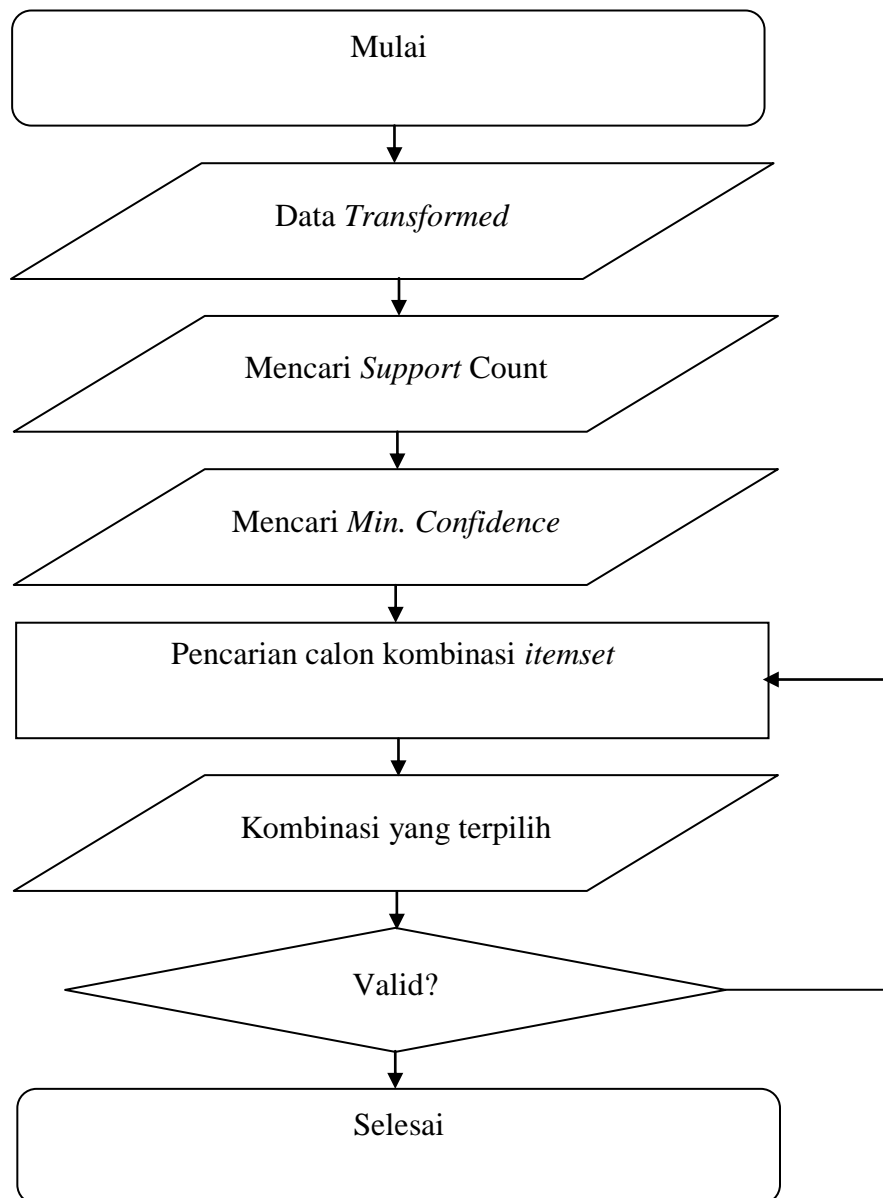 Mulai
Data Transformed
Mencari Support Count
Mencari Min. Confidence
Pencarian calon kombinasi itemset
Kombinasi yang terpilih
Valid?
Selesai